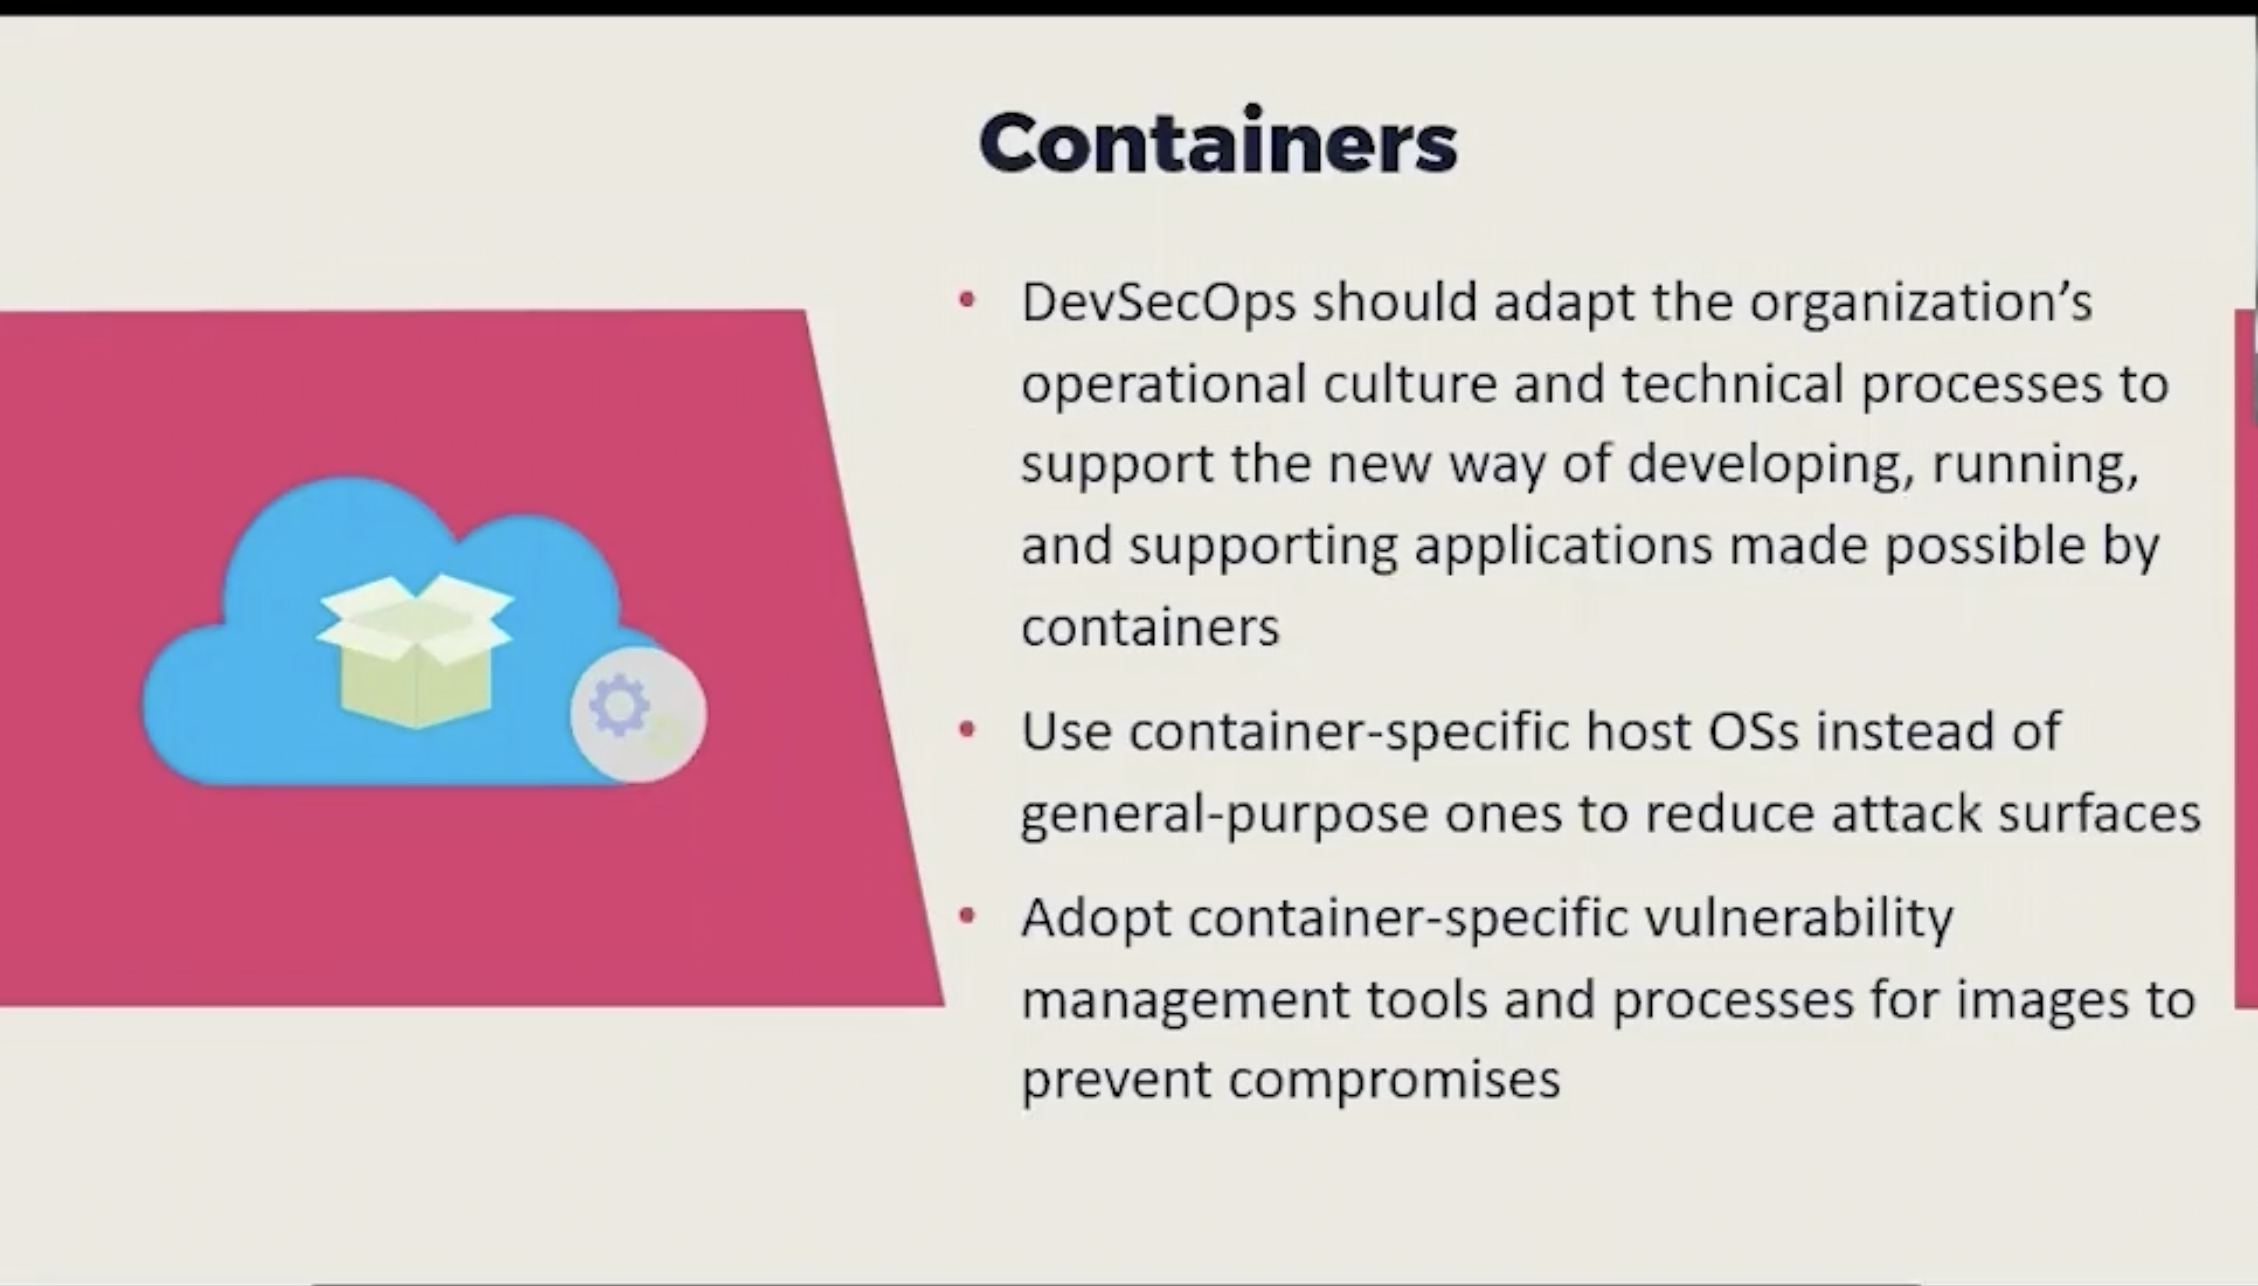 Containers
• DevSecOps should adapt the organization’s
operational culture and technical processes to
support the new way of developing, running,
and supporting applications made possible by
containers
• Use container-specific host OSs instead of
general-purpose ones to reduce attack surfaces
• Adopt container-specific vulnerability
management tools and processes for images to
prevent compromises